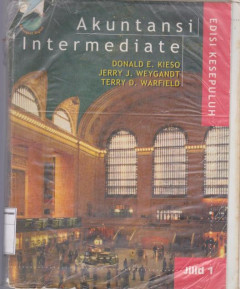 Akuntansi
Intermediate
DONALD E. KIESO
JERRY J. WEYGANDT
TERRY D. WARFIELD
EDISI KESEPULUH
Jilid 1